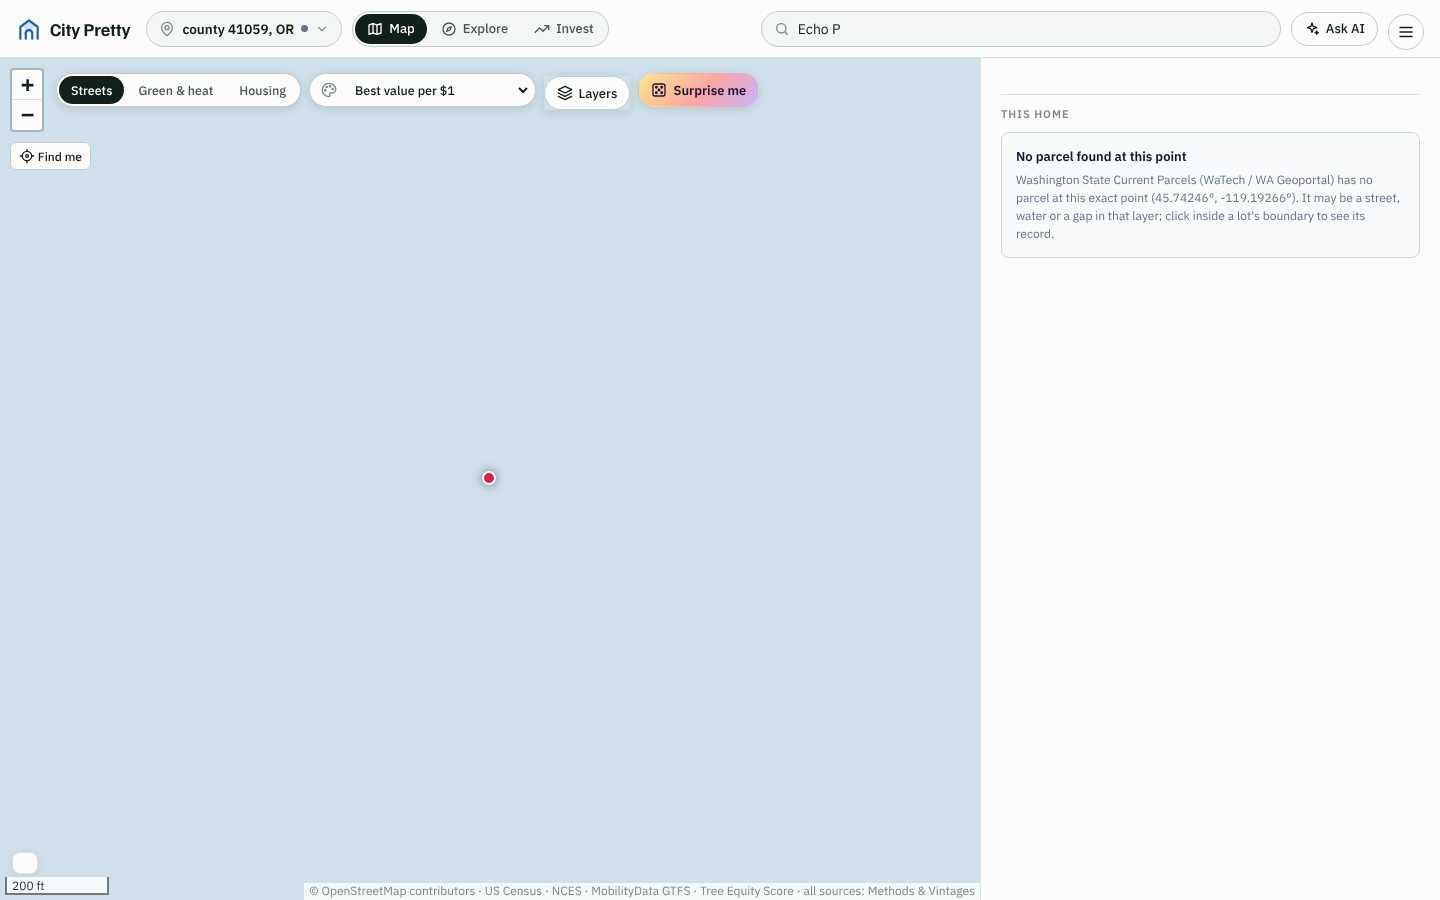 City Pretty
county 41059, OR
Map
Explore
Invest
Echo P
Ask AI
+
−
Find me
Streets
Green & heat
Housing
Best value per $1
Layers
Surprise me
THIS HOME
No parcel found at this point
Washington State Current Parcels (WaTech / WA Geoportal) has no
parcel at this exact point (45.74246°, -119.19266°). It may be a street,
water or a gap in that layer; click inside a lot's boundary to see its
record.
200 ft
© OpenStreetMap contributors · US Census · NCES · MobilityData GTFS · Tree Equity Score · all sources: Methods & Vintages